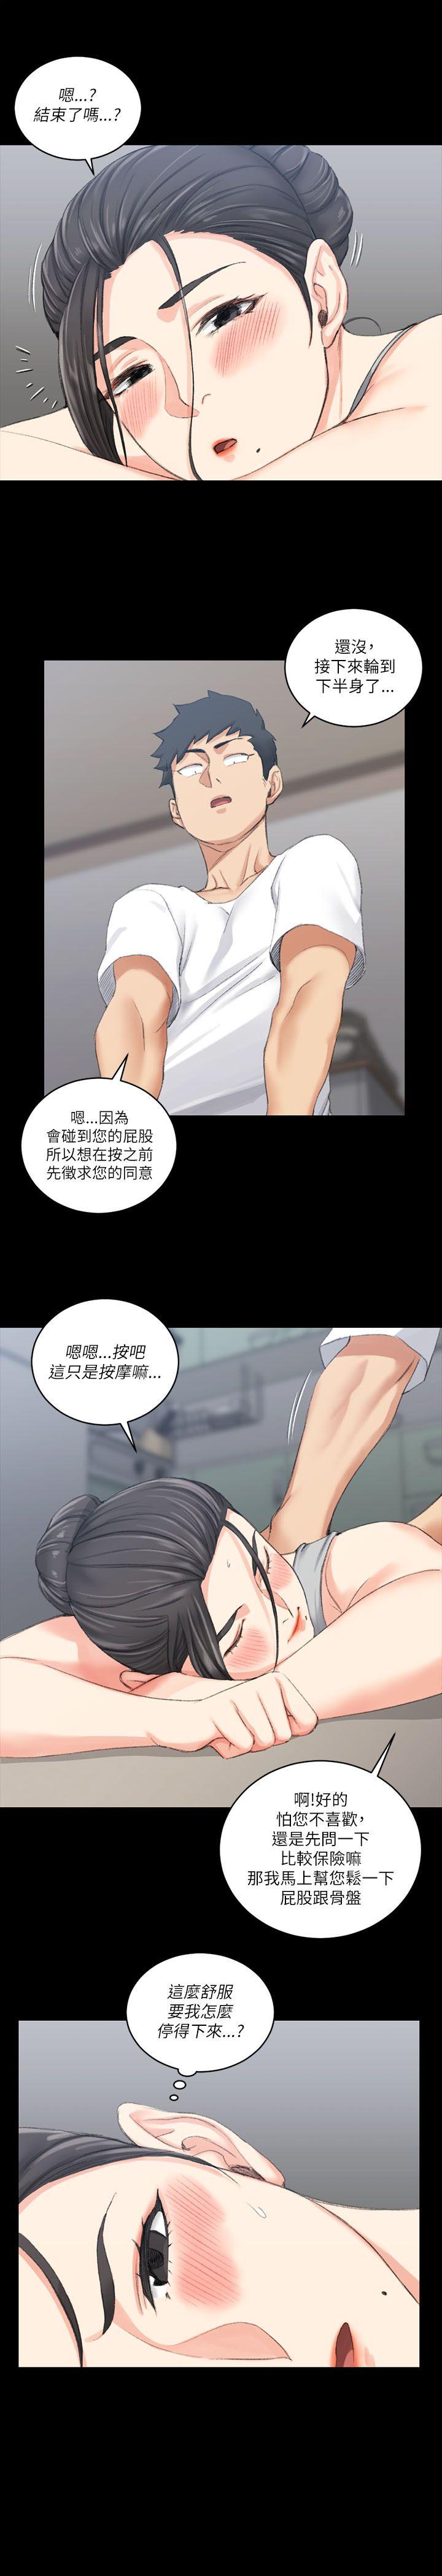 嗯...?
結束了嗎...?
還沒，
接下來輪到
下半身了...
嗯...因為
會碰到您的屁股
所以想在按之前
先徵求您的同意
嗯嗯...按吧
這只是按摩嘛...
啊!好的
怕您不喜歡，
還是先問一下
比較保險嘛
那我馬上幫您鬆一下
屁股跟骨盤
這麼舒服
要我怎麼
停得下來...?